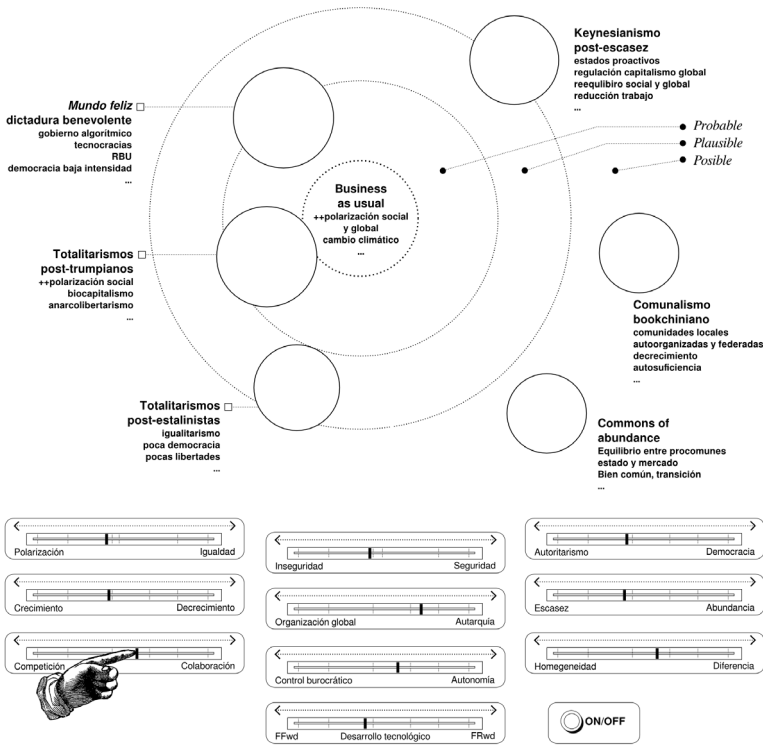 Keynesianismo
post-escasez
estados proactivos
regulación capitalismo global
reequlibiro social y global
reducción trabajo
...
Mundo feliz
dictadura benevolente
gobierno algorítmico
tecnocracias
RBU
democracia baja intensidad
...
Probable
Plausible
Posible
Business
as usual
++polarización social
y global
cambio climático
...
Totalitarismos
post-trumpianos
++polarización social
biocapitalismo
anarcolibertarismo
...
Comunalismo
bookchiniano
comunidades locales
autoorganizadas y federadas
decrecimiento
autosuficiencia
...
Totalitarismos
post-estalinistas
igualitarismo
poca democracia
pocas libertades
...
Commons of
abundance
Equilibrio entre procomunes
estado y mercado
Bien común, transición
...
Polarización Igualdad
Crecimiento Decrecimiento
Competición Colaboración
Inseguridad Seguridad
Organización global Autarquía
Control burocrático Autonomía
FFwd Desarrollo tecnológico FRwd
Autoritarismo Democracia
Escasez Abundancia
Homegeneidad Diferencia
ON/OFF